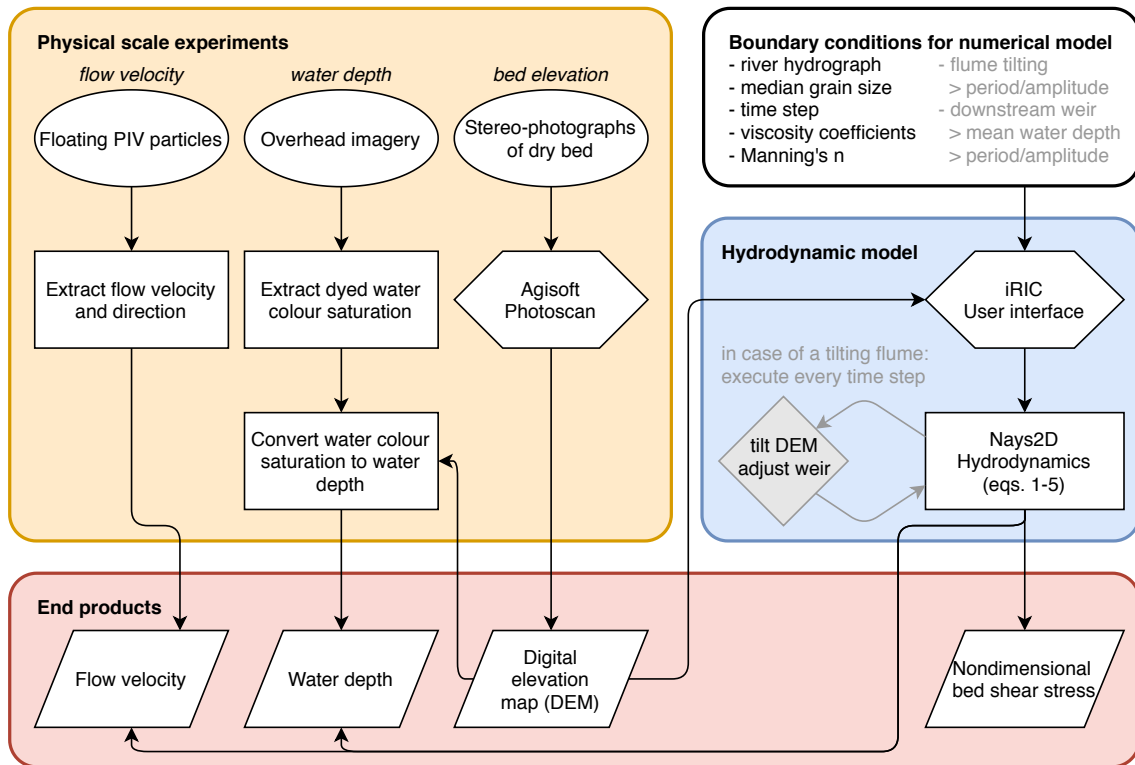 Physical scale experiments
flow velocity
water depth
bed elevation
Floating PIV particles
Overhead imagery
Stereo-photographs
of dry bed
Extract flow velocity
and direction
Extract dyed water
colour saturation
Agisoft
Photoscan
Convert water colour
saturation to water
depth
Boundary conditions for numerical model
- river hydrograph
- median grain size
- time step
- viscosity coefficients
- Manning's n
- flume tilting
> period/amplitude
- downstream weir
> mean water depth
> period/amplitude
Hydrodynamic model
iRIC
User interface
in case of a tilting flume:
execute every time step
tilt DEM
adjust weir
Nays2D
Hydrodynamics
(eqs. 1-5)
End products
Flow velocity
Water depth
Digital
elevation
map (DEM)
Nondimensional
bed shear stress